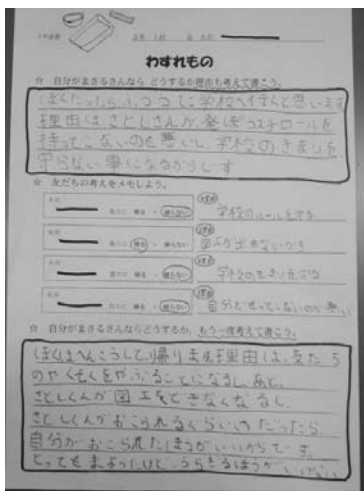 わすれもの
☆ 自分がまさるさんなら どうするか理由も考えて書こう。
ぼくだったら、ふつうに学校へ行くと思います
理由は、さとしさんが、発ぽうスチロールを
持ってこないのも悪いし、学校のきまりを
守らない事になるからです
☆ 友だちの考えをメモしよう。
学校のルールを守る
図工が出来ないから
学校のきまりを守る
自分で持っていないのが悪い
☆ 自分がまさるさんならどうするか、もう一度考えて書こう。
ぼくはへんこうして、帰ります理由は、友だち
のやくそくをやぶることになるし、あと、
さとしくんが図工をできなくなるし、
さとしくんがおこられるくらいのだったら
自分がおこられたほうがいいからです。
とってもまよったけど、うらぎるほうがいけない